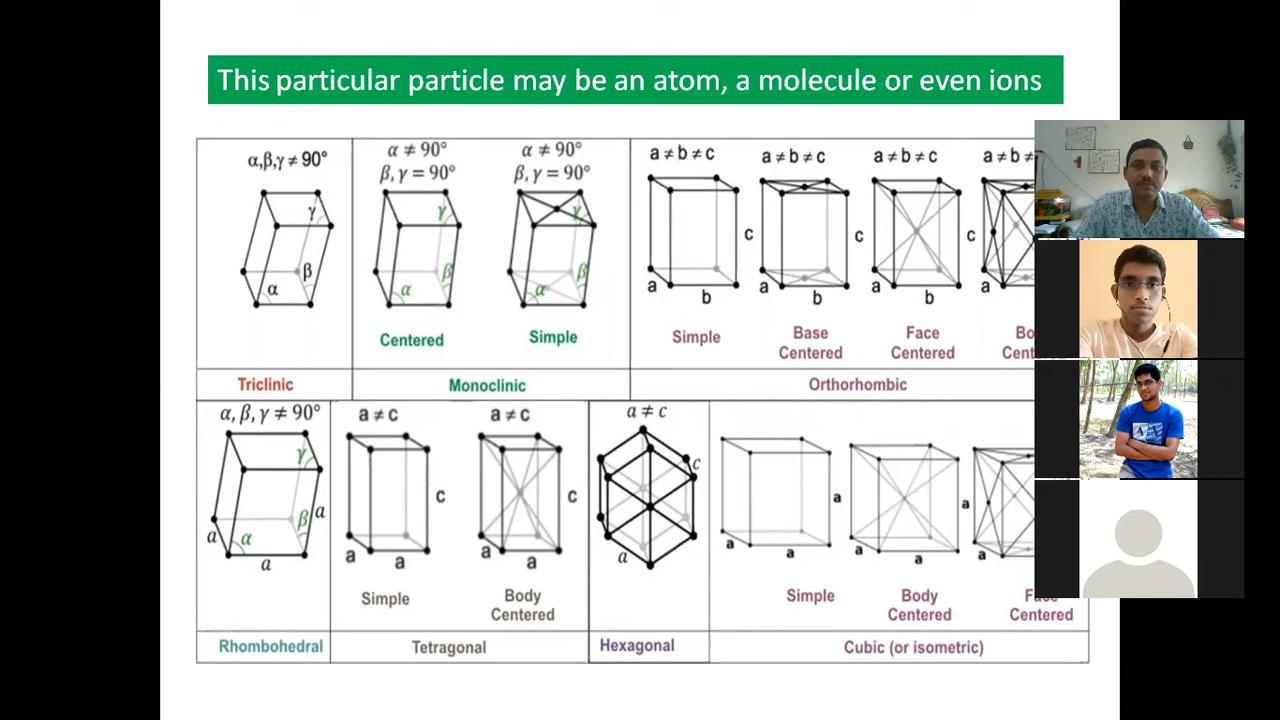 This particular particle may be an atom, a molecule or even ions
α,β,γ ≠ 90°
γ
β
α
Triclinic
α ≠ 90°
β, γ = 90°
γ
β
α
Centered
α ≠ 90°
β, γ = 90°
γ
β
α
Simple
Monoclinic
a ≠ b ≠ c
c
a
b
Simple
a ≠ b ≠ c
c
a
b
Base
Centered
a ≠ b ≠ c
c
a
b
Face
Centered
a ≠ b ≠
a
Bo
Cent
Orthorhombic
α, β, γ ≠ 90°
γ
β
a
a
α
a
Rhombohedral
a ≠ c
c
a
a
Simple
a ≠ c
c
a
a
Body
Centered
Tetragonal
a ≠ c
c
a
Hexagonal
a
a
a
Simple
a
a
a
Body
Centered
a
Face
Centered
Cubic (or isometric)